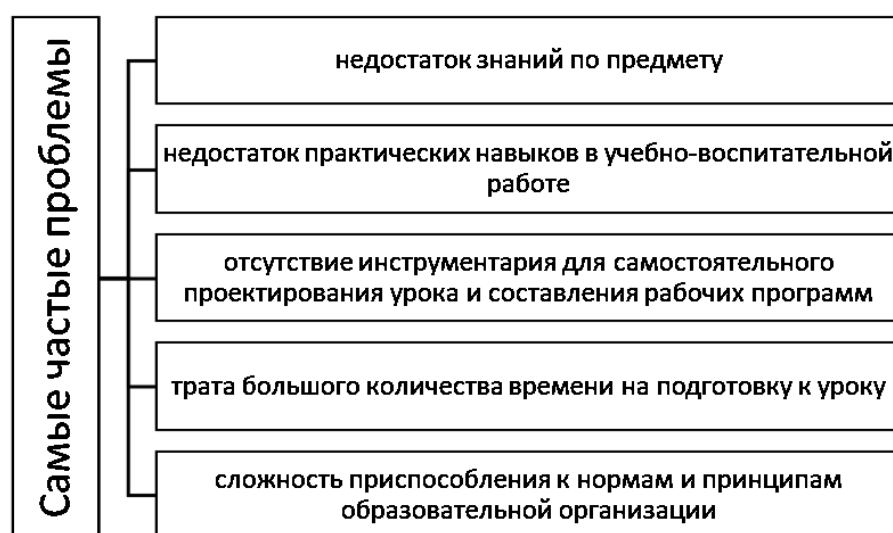 Самые частые проблемы
недостаток знаний по предмету
недостаток практических навыков в учебно-воспитательной
работе
отсутствие инструментария для самостоятельного
проектирования урока и составления рабочих программ
трата большого количества времени на подготовку к уроку
сложность приспособления к нормам и принципам
образовательной организации